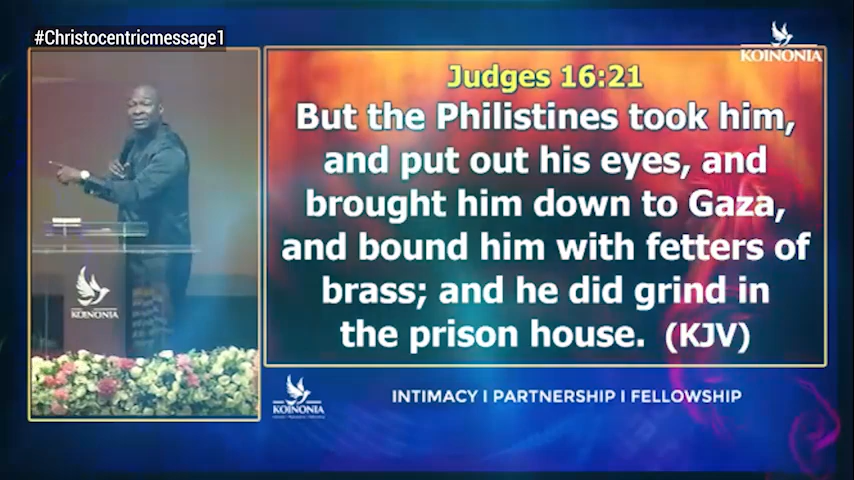 #Christocentricmessage1
KOINONIA
Judges 16:21
But the Philistines took him,
and put out his eyes, and
brought him down to Gaza,
and bound him with fetters of
brass; and he did grind in
the prison house. (KJV)
KOINONIA
KOINONIA
INTIMACY I PARTNERSHIP I FELLOWSHIP